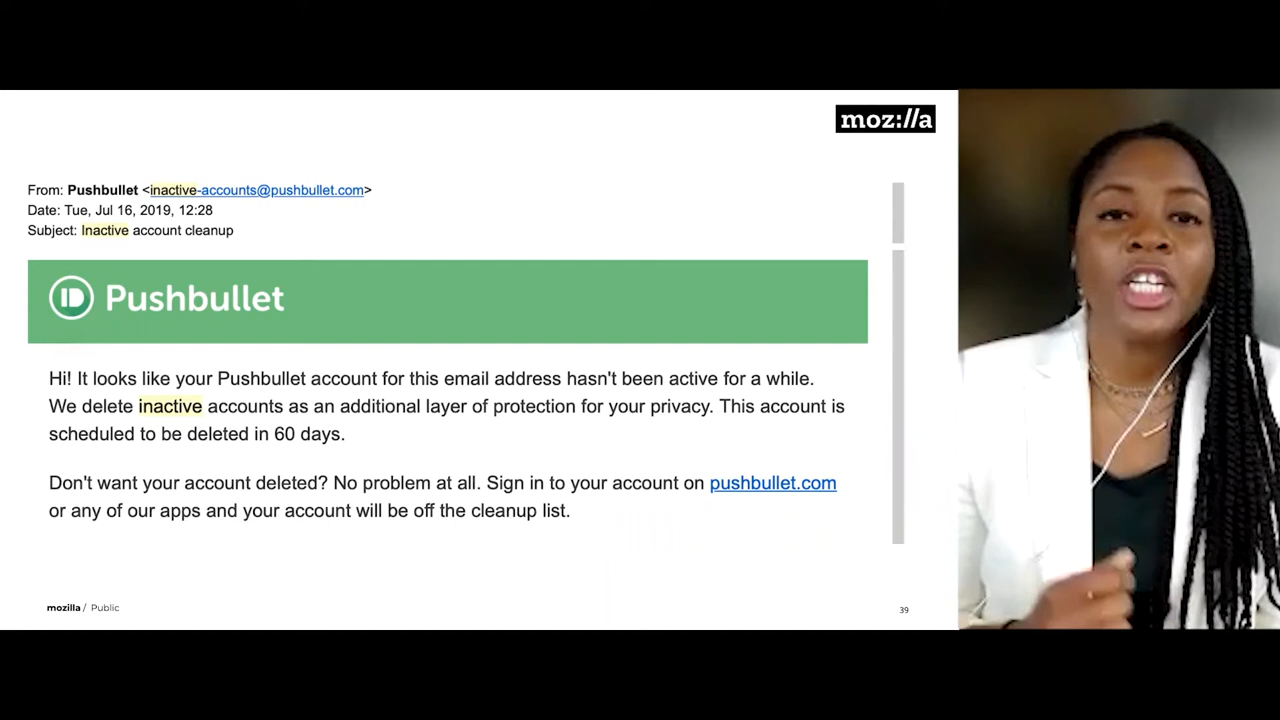 moz://a
From: Pushbullet <inactive-accounts@pushbullet.com>
Date: Tue, Jul 16, 2019, 12:28
Subject: Inactive account cleanup
Pushbullet
Hi! It looks like your Pushbullet account for this email address hasn't been active for a while.
We delete inactive accounts as an additional layer of protection for your privacy. This account is
scheduled to be deleted in 60 days.
Don't want your account deleted? No problem at all. Sign in to your account on pushbullet.com
or any of our apps and your account will be off the cleanup list.
mozilla / Public
39